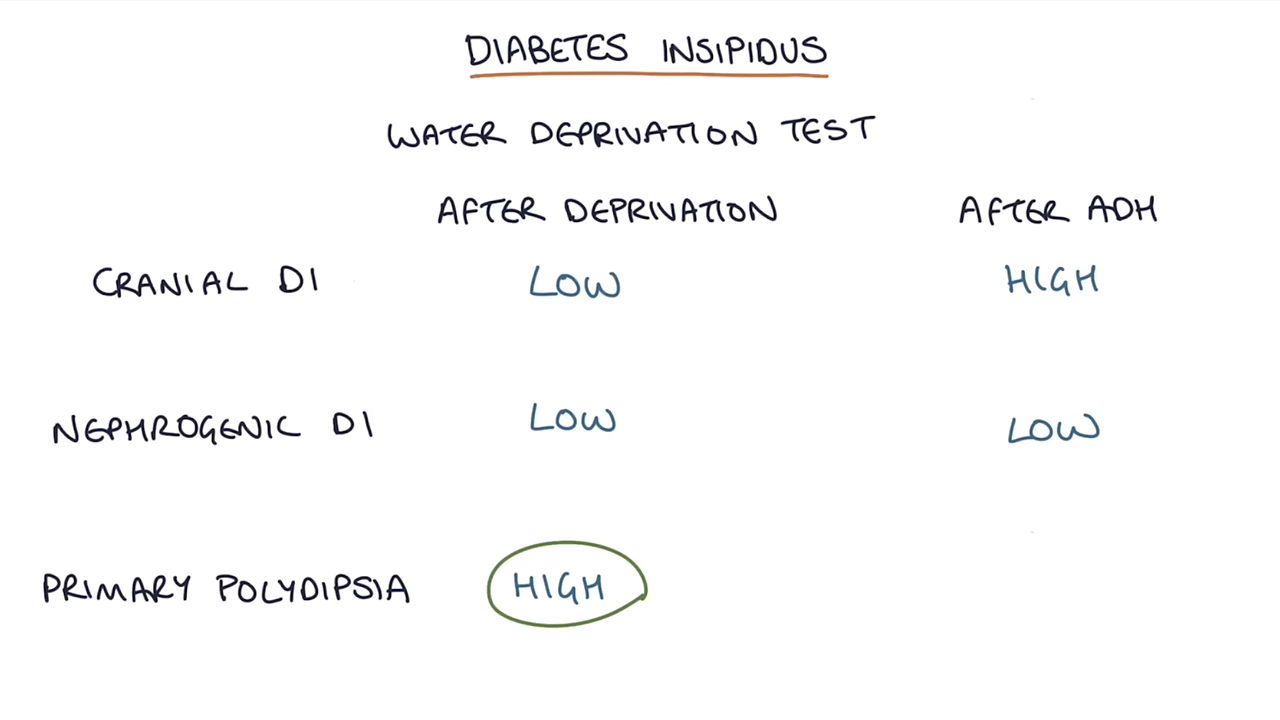 DIABETES INSIPIDUS
WATER DEPRIVATION TEST
AFTER DEPRIVATION AFTER ADH
CRANIAL DI LOW HIGH
NEPHROGENIC DI LOW LOW
PRIMARY POLYDIPSIA HIGH